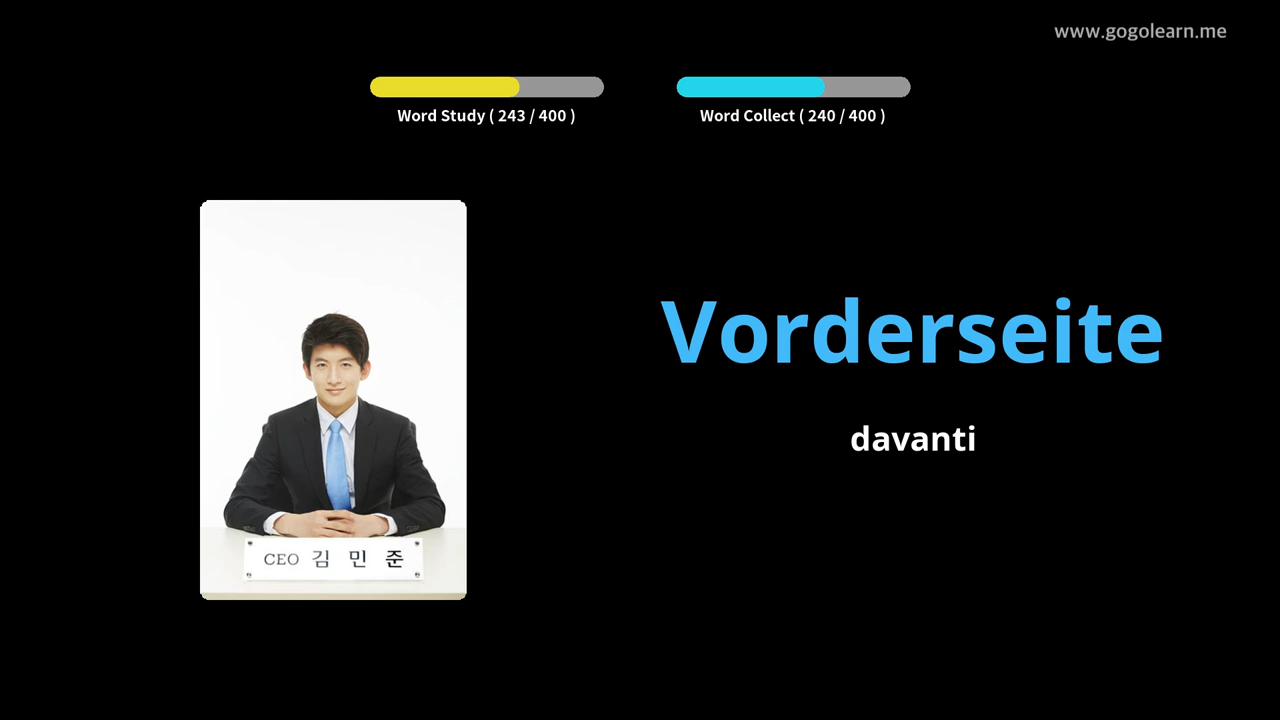 www.gogolearn.me
Word Study ( 243 / 400 )
Word Collect ( 240 / 400 )
Vorderseite
davanti
CEO 김 민 준